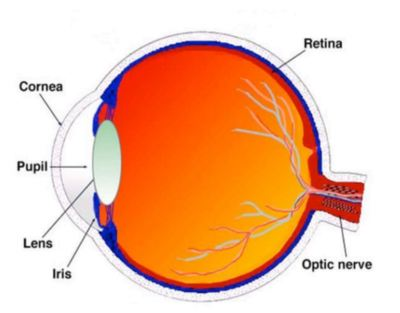 Retina
Cornea
Pupil
Lens
Iris
Optic nerve